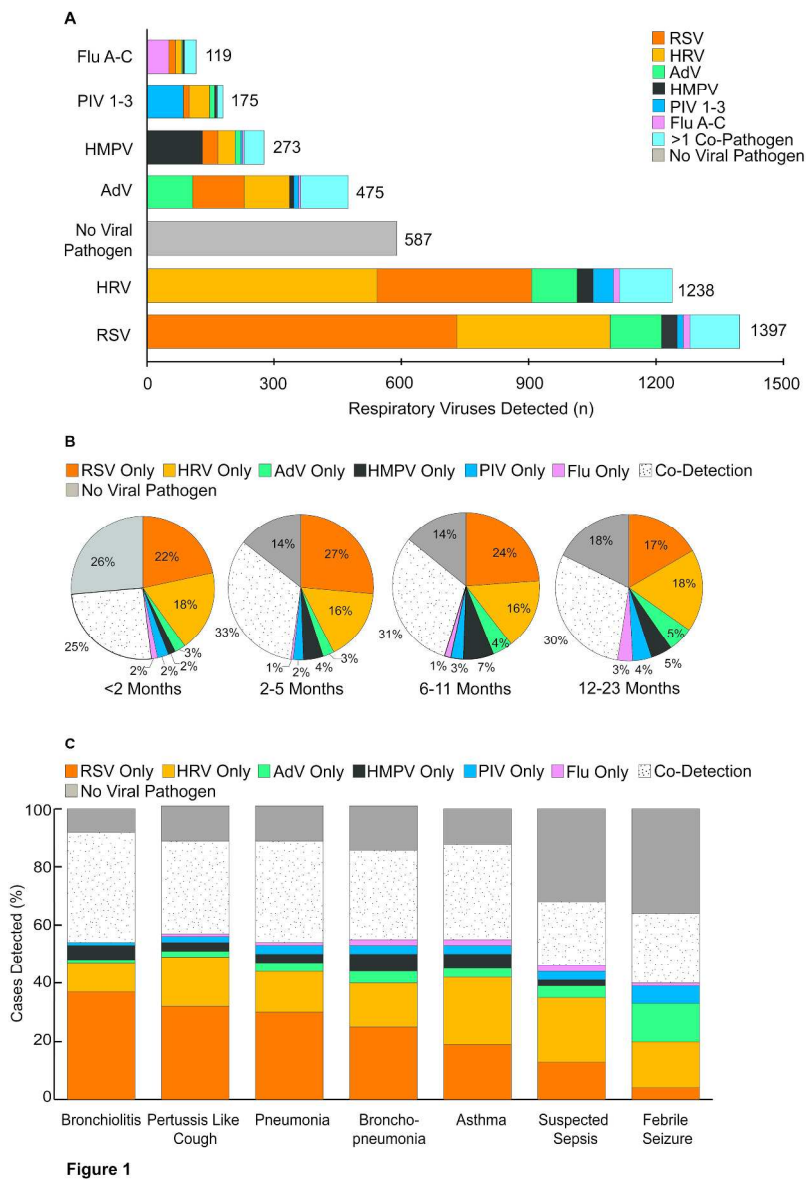 A
Flu A-C
119
PIV 1-3
175
HMPV
273
AdV
475
No Viral
Pathogen
587
HRV
1238
RSV
1397
0
300
600
900
1200
1500
Respiratory Viruses Detected (n)
RSV
HRV
AdV
HMPV
PIV 1-3
Flu A-C
>1 Co-Pathogen
No Viral Pathogen
B
RSV Only HRV Only AdV Only HMPV Only PIV Only Flu Only Co-Detection
No Viral Pathogen
26% 22% 18% 3% 2% 2% 2% 25%
<2 Months
14% 27% 16% 3% 4% 2% 1% 33%
2-5 Months
14% 24% 16% 4% 7% 3% 1% 31%
6-11 Months
18% 17% 18% 5% 5% 4% 3% 30%
12-23 Months
C
RSV Only HRV Only AdV Only HMPV Only PIV Only Flu Only Co-Detection
No Viral Pathogen
Cases Detected (%)
100
80
60
40
20
0
Bronchiolitis
Pertussis Like
Cough
Pneumonia
Broncho-
pneumonia
Asthma
Suspected
Sepsis
Febrile
Seizure
Figure 1